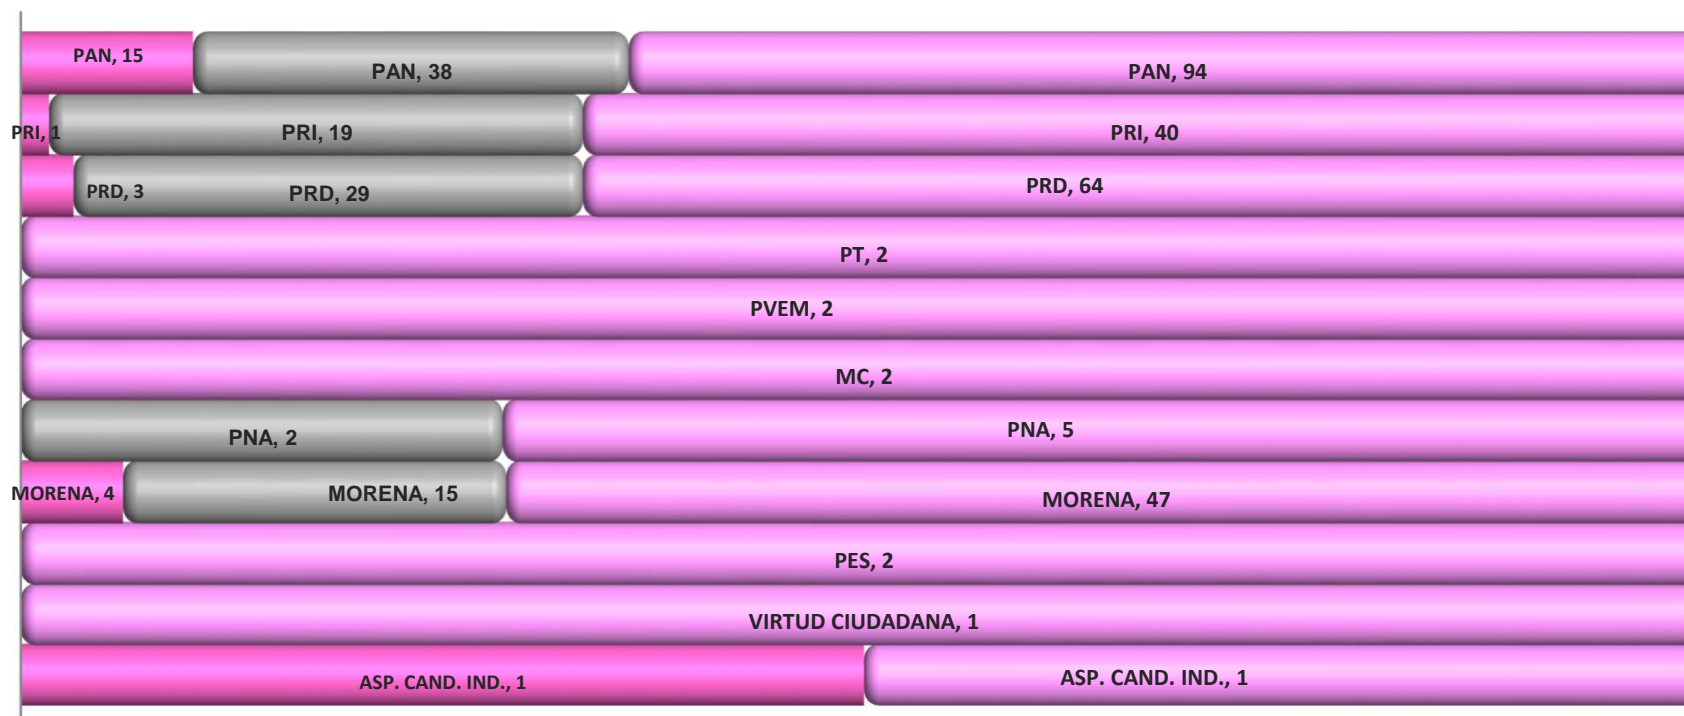 PAN, 15 PAN, 38 PAN, 94
PRI, 1 PRI, 19 PRI, 40
PRD, 3 PRD, 29 PRD, 64
PT, 2
PVEM, 2
MC, 2
PNA, 2 PNA, 5
MORENA, 4 MORENA, 15 MORENA, 47
PES, 2
VIRTUD CIUDADANA, 1
ASP. CAND. IND., 1 ASP. CAND. IND., 1